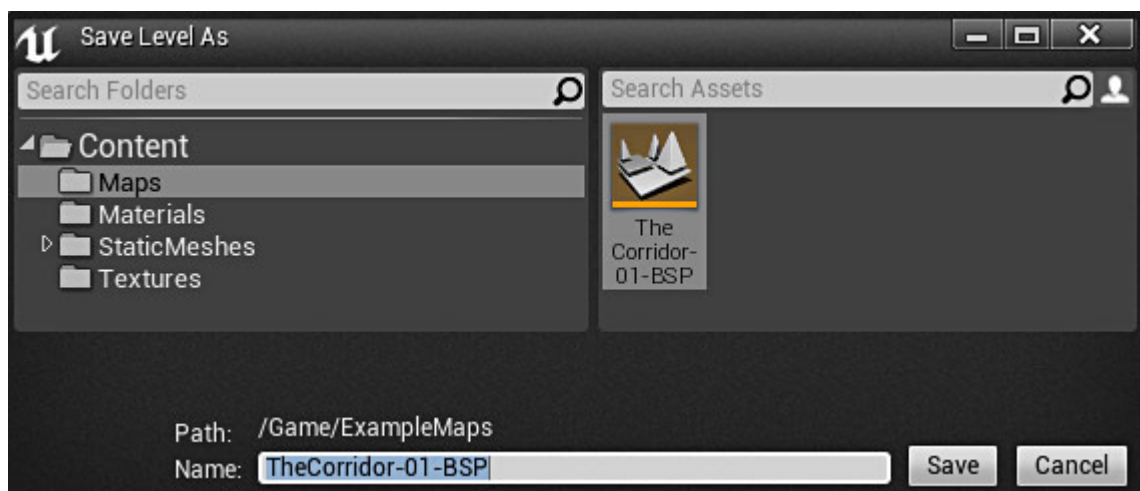 Save Level As
Search Folders
Search Assets
Content
Maps
Materials
StaticMeshes
Textures
The
Corridor-
01-BSP
Path: /Game/ExampleMaps
Name: TheCorridor-01-BSP
Save Cancel